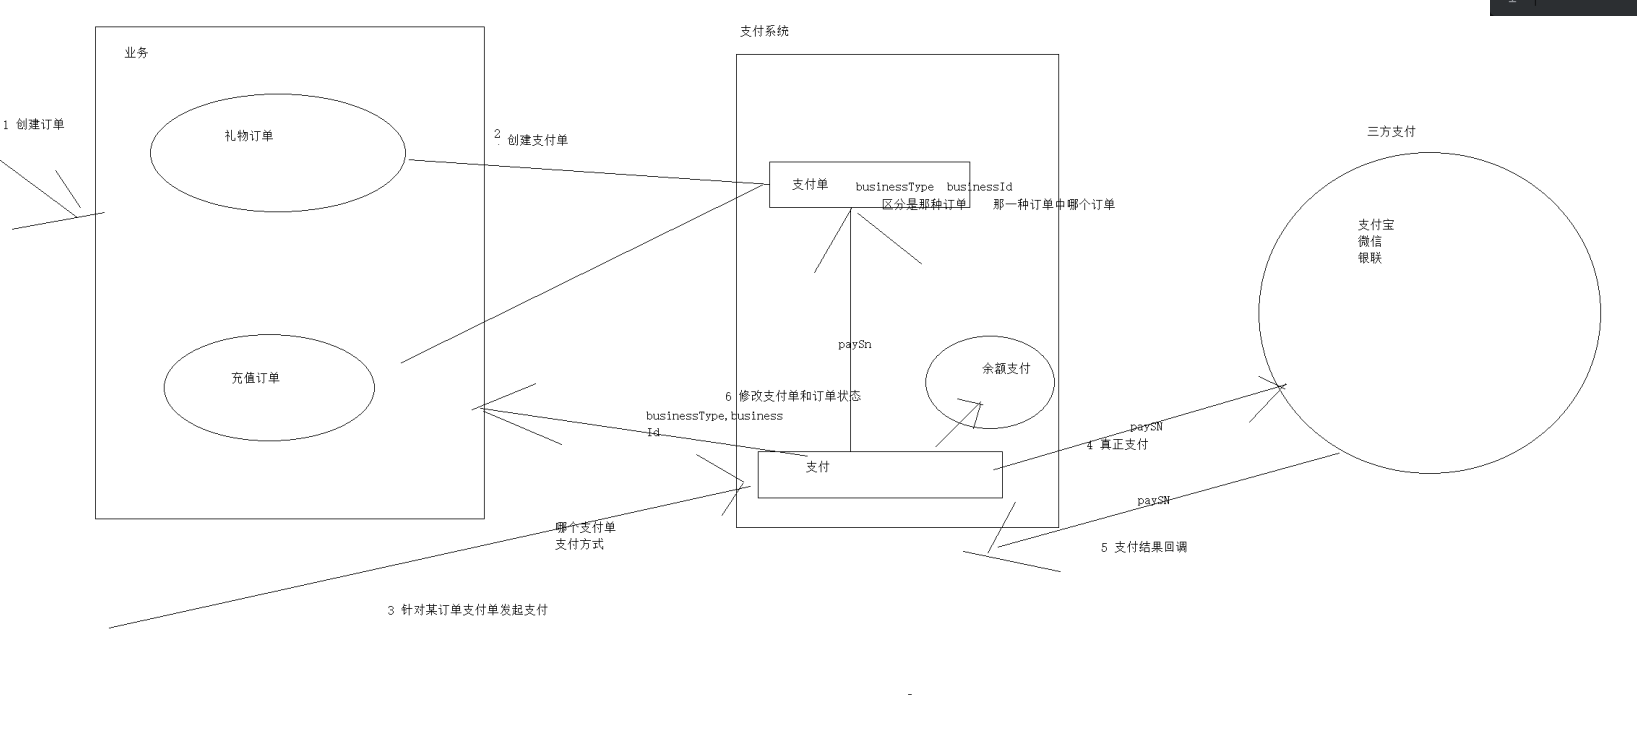 支付系统
业务
1 创建订单
礼物订单
2
创建支付单
三方支付
支付单
businessType businessId
区分是那种订单 那一种订单中哪个订单
支付宝
微信
银联
paySn
余额支付
充值订单
6 修改支付单和订单状态
businessType,business
Id
paySN
4 真正支付
支付
paySN
哪个支付单
支付方式
5 支付结果回调
3 针对某订单支付单发起支付